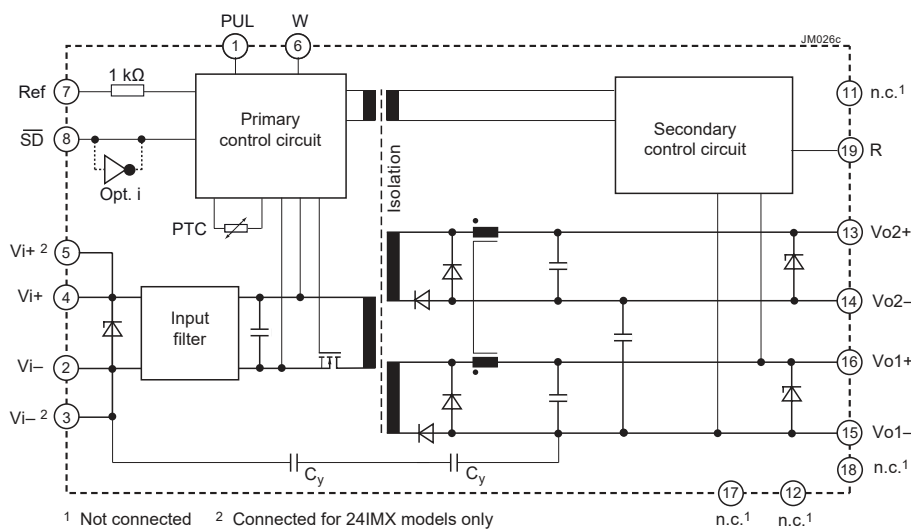 PUL W
1 6
JM026c
1 kΩ
Ref 7
11 n.c.1
Primary
control circuit
Secondary
control circuit
SD 8
Opt. i
19 R
Isolation
PTC
13 Vo2+
Vi+ 2 5
Vi+ 4
14 Vo2–
Input
filter
16 Vo1+
Vi– 2
Vi– 2 3
15 Vo1–
18 n.c.1
Cy Cy
17 12
n.c.1 n.c.1
1 Not connected 2 Connected for 24IMX models only